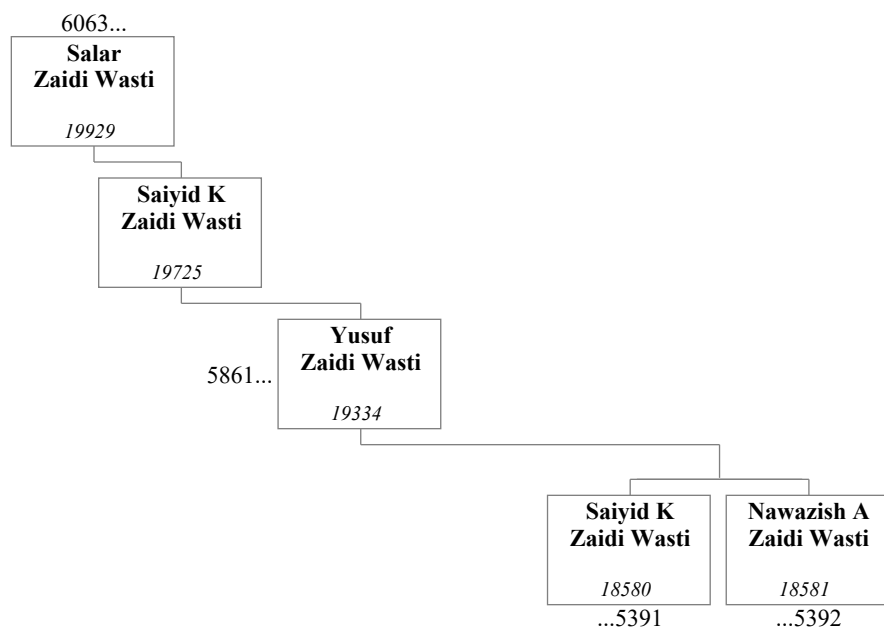 6063...
Salar
Zaidi Wasti
19929
Saiyid K
Zaidi Wasti
19725
Yusuf
Zaidi Wasti
5861...
19334
Saiyid K
Zaidi Wasti
18580
...5391
Nawazish A
Zaidi Wasti
18581
...5392